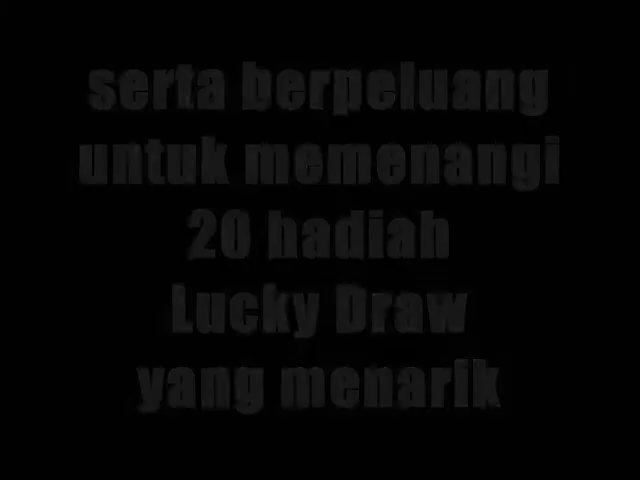 serta berpeluang
untuk memenangi
20 hadiah
Lucky Draw
yang menarik